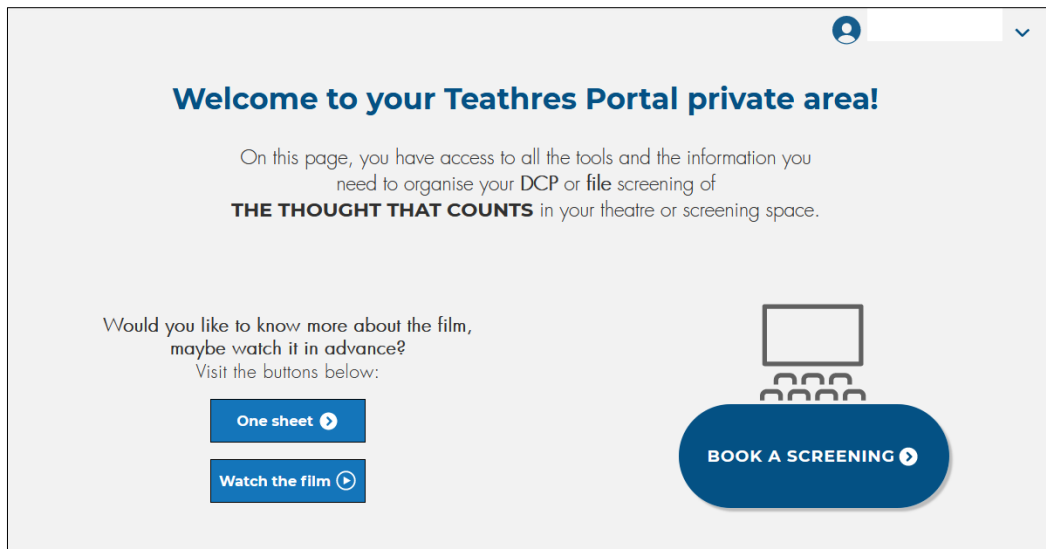 Welcome to your Teathres Portal private area!
On this page, you have access to all the tools and the information you
need to organise your DCP or file screening of
THE THOUGHT THAT COUNTS in your theatre or screening space.
Would you like to know more about the film,
maybe watch it in advance?
Visit the buttons below:
One sheet
Watch the film
BOOK A SCREENING